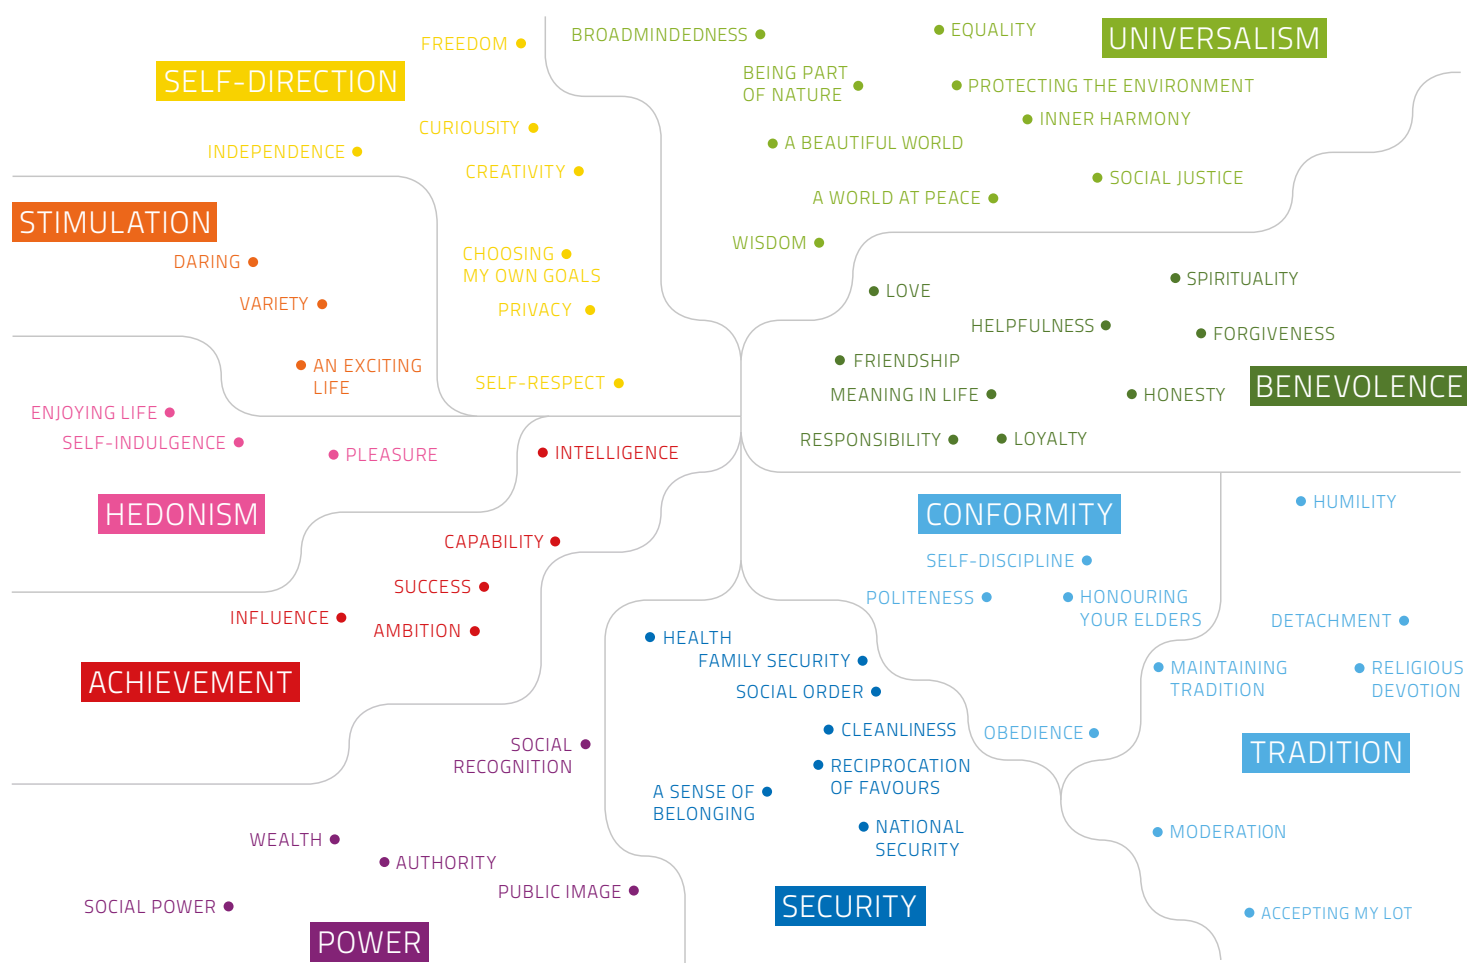 FREEDOM
SELF-DIRECTION
CURIOUSITY
INDEPENDENCE
CREATIVITY
CHOOSING
MY OWN GOALS
PRIVACY
SELF-RESPECT
BROADMINDEDNESS
EQUALITY
UNIVERSALISM
BEING PART
OF NATURE
PROTECTING THE ENVIRONMENT
INNER HARMONY
A BEAUTIFUL WORLD
SOCIAL JUSTICE
A WORLD AT PEACE
WISDOM
STIMULATION
DARING
VARIETY
AN EXCITING
LIFE
LOVE
SPIRITUALITY
HELPFULNESS
FORGIVENESS
FRIENDSHIP
BENEVOLENCE
MEANING IN LIFE
HONESTY
RESPONSIBILITY
LOYALTY
ENJOYING LIFE
SELF-INDULGENCE
PLEASURE
HEDONISM
INTELLIGENCE
CAPABILITY
SUCCESS
INFLUENCE
AMBITION
ACHIEVEMENT
CONFORMITY
SELF-DISCIPLINE
POLITENESS
HONOURING
YOUR ELDERS
OBEDIENCE
HUMILITY
DETACHMENT
MAINTAINING
TRADITION
RELIGIOUS
DEVOTION
TRADITION
MODERATION
ACCEPTING MY LOT
HEALTH
FAMILY SECURITY
SOCIAL ORDER
CLEANLINESS
RECIPROCATION
OF FAVOURS
A SENSE OF
BELONGING
NATIONAL
SECURITY
SECURITY
SOCIAL
RECOGNITION
WEALTH
AUTHORITY
PUBLIC IMAGE
SOCIAL POWER
POWER